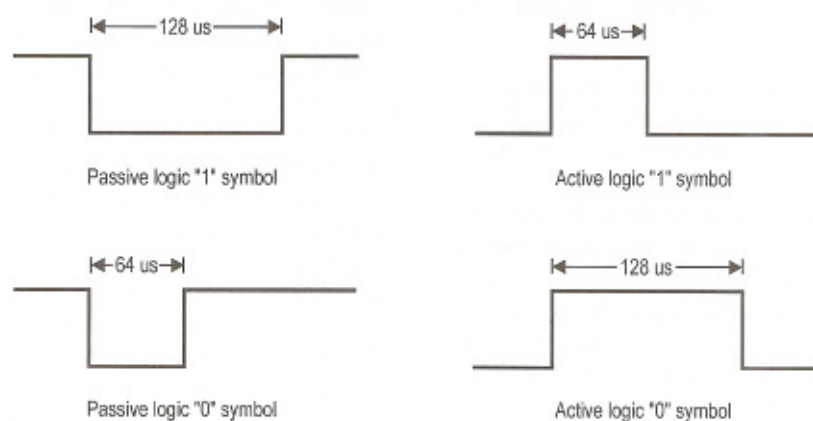 128 us
64 us
Passive logic "1" symbol
Active logic "1" symbol
64 us
128 us
Passive logic "0" symbol
Active logic "0" symbol